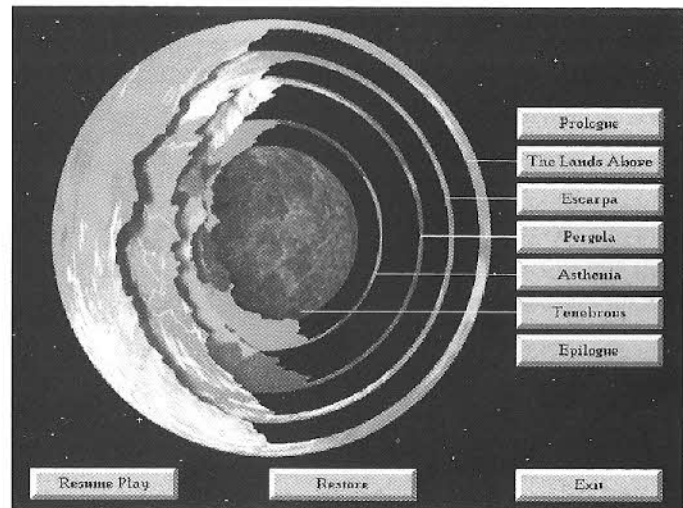 Prologue
The Lands Above
Escarpa
Pergola
Asthenia
Tenebrous
Epilogue
Resume Play
Restore
Exit